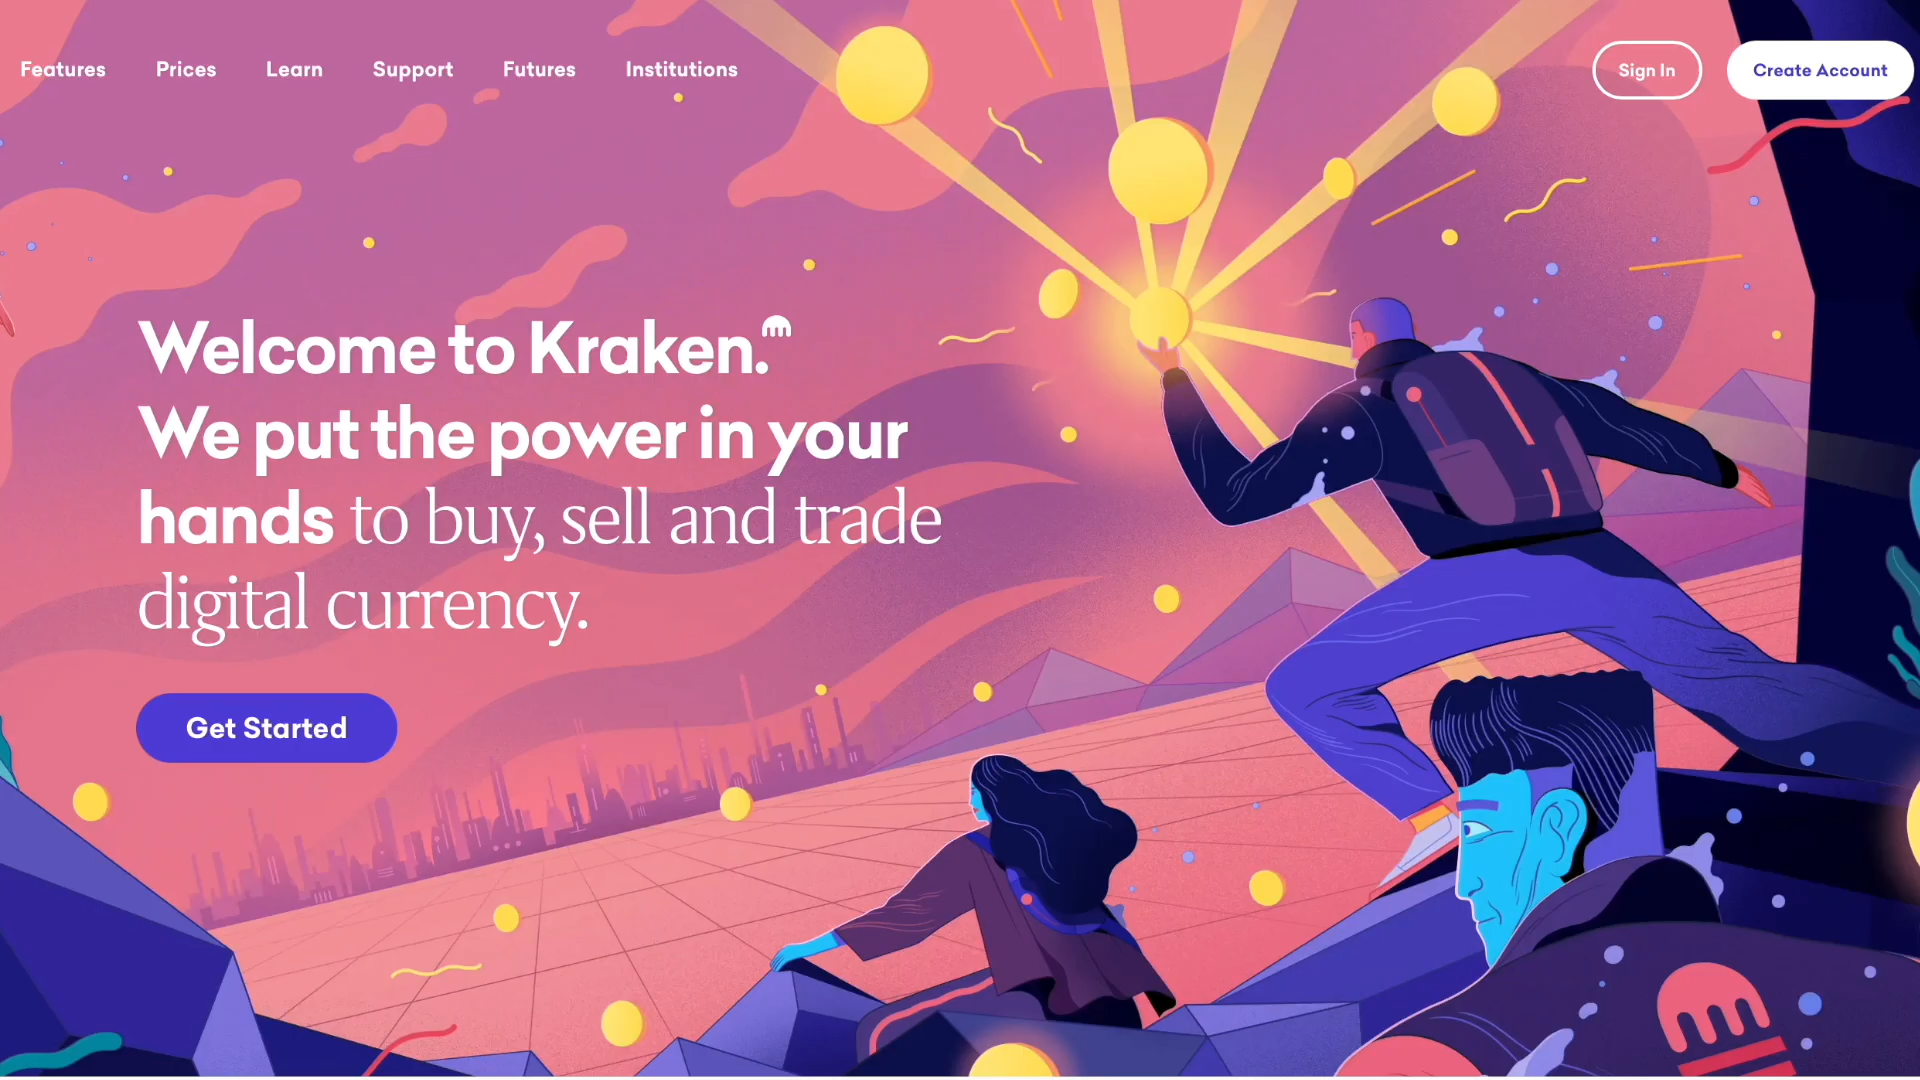 Features Prices Learn Support Futures Institutions Sign In Create Account
Welcome to Kraken.
We put the power in your
hands to buy, sell and trade
digital currency.
Get Started